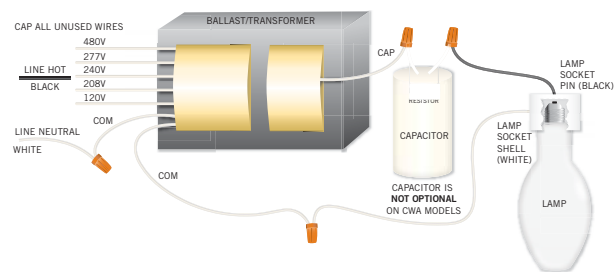 BALLAST/TRANSFORMER
CAP ALL UNUSED WIRES
480V
277V
240V
208V
120V
LINE HOT
BLACK
COM
LINE NEUTRAL
WHITE
COM
CAP
RESISTOR
CAPACITOR
CAPACITOR IS
NOT OPTIONAL
ON CWA MODELS
LAMP
SOCKET
PIN (BLACK)
LAMP
SOCKET
SHELL
(WHITE)
LAMP